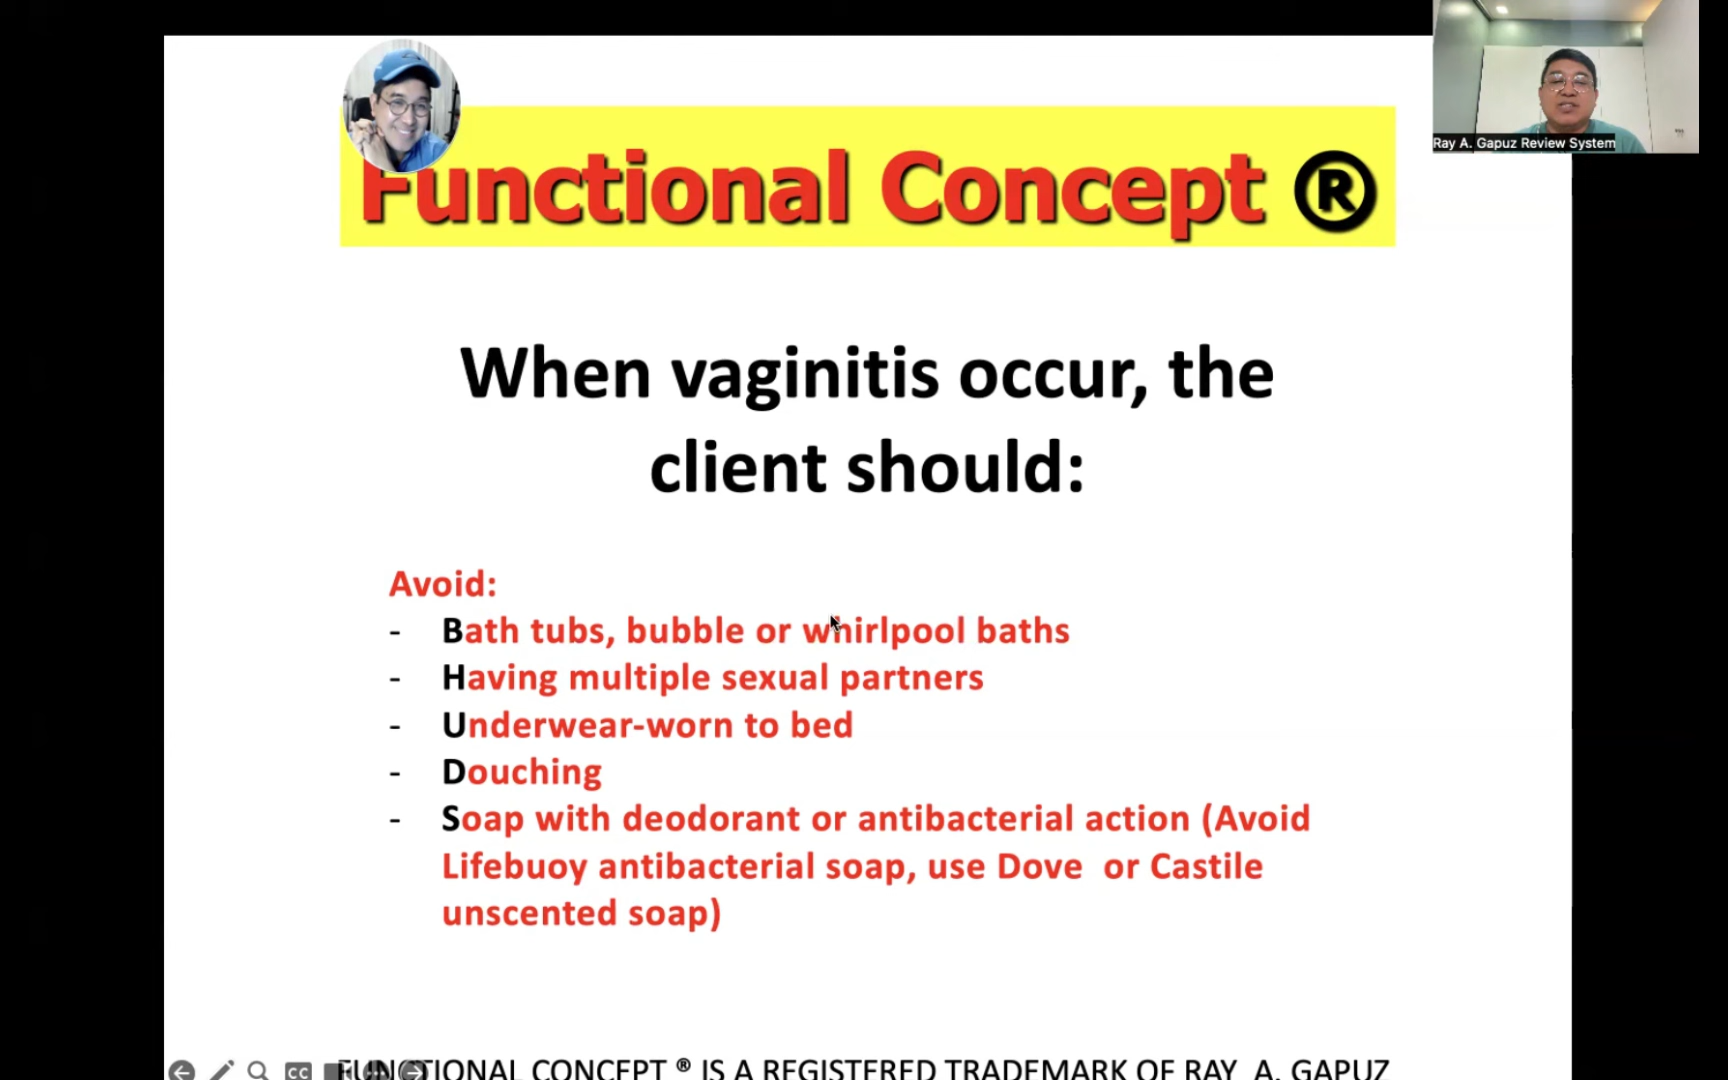 Ray A. Gapuz Review System
Functional Concept ®
When vaginitis occur, the
client should:
Avoid:
- Bath tubs, bubble or whirlpool baths
- Having multiple sexual partners
- Underwear-worn to bed
- Douching
- Soap with deodorant or antibacterial action (Avoid
Lifebuoy antibacterial soap, use Dove or Castile
unscented soap)
CC
FUNCTIONAL CONCEPT ® IS A REGISTERED TRADEMARK OF RAY A. GAPUZ